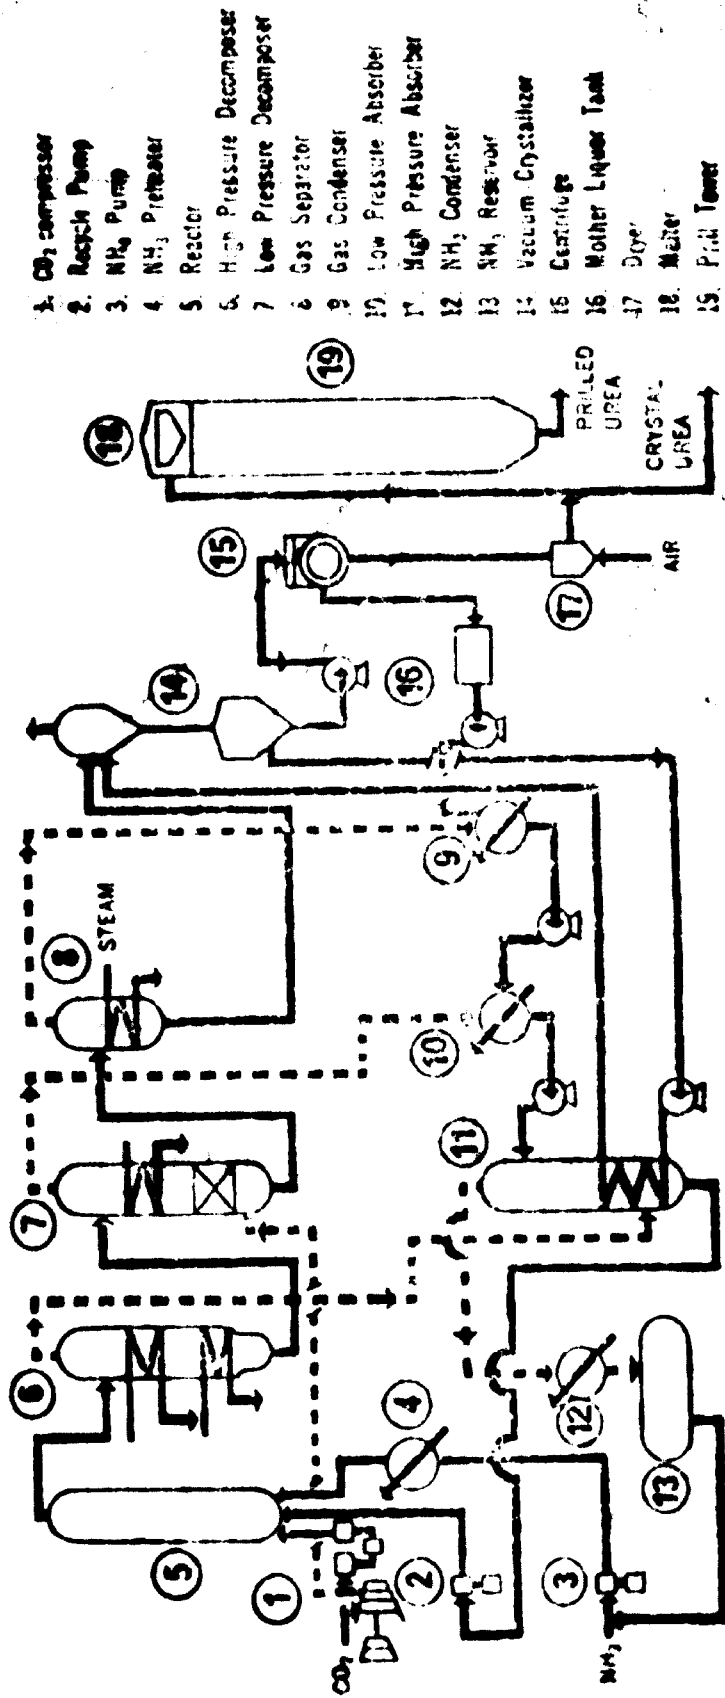 1. CO₂ compressor
2. Recycle Pump
3. NH₃ Pump
4. NH₃ Preheater
5. Reactor
6. High Pressure Decomposer
7 Low Pressure Decomposer
8 Gas Separator
9 Gas Condenser
10. Low Pressure Absorber
11. High Pressure Absorber
12. NH₃ Condenser
13 NH₃ Reservoir
14 Vacuum Crystallizer
15 Centrifuge
16. Mother Liquor Tank
17 Dryer
18. Melter
19. Prill Tower
18
19
PRILLED
UREA
CRYSTAL
UREA
15
17
AIR
14
16
8
STEAM
9
10
7
11
6
4
12
13
5
1
2
3
CO₂
NH₃